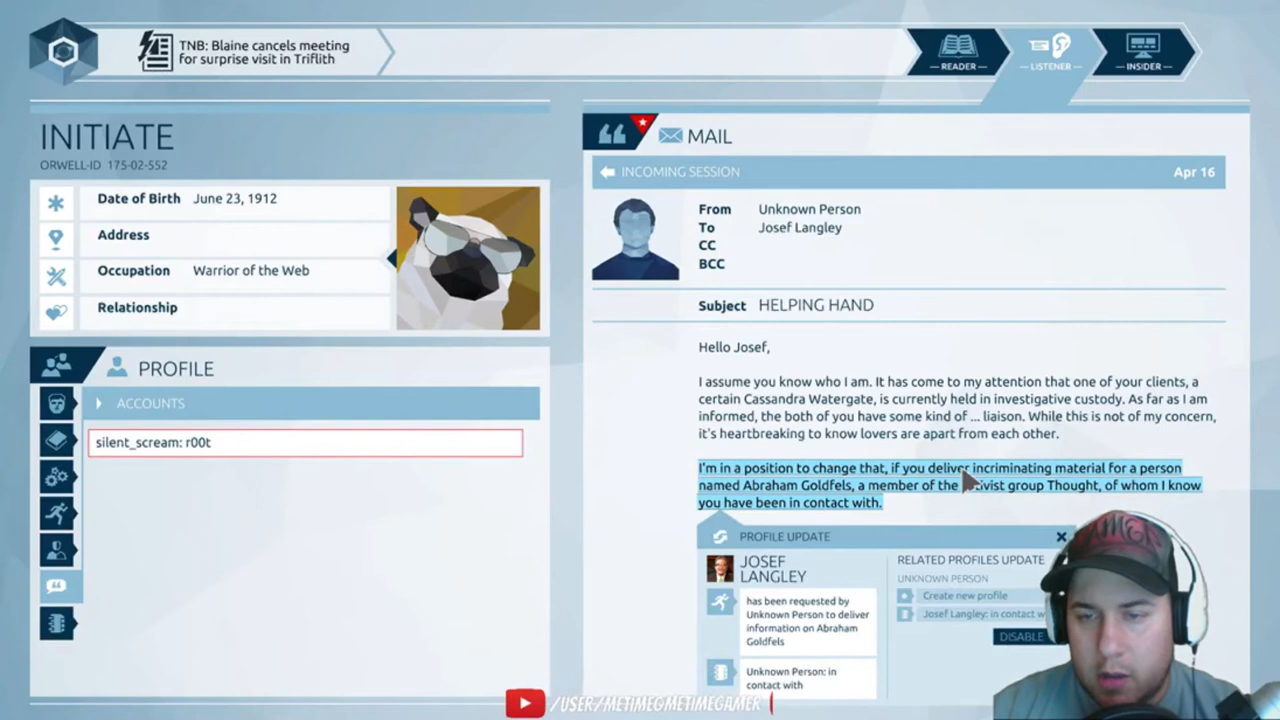 TNB: Blaine cancels meeting
for surprise visit in Triflith
— READER —
— LISTENER —
— INSIDER —
INITIATE
ORWELL-ID 175-02-552
Date of Birth June 23, 1912
Address
Occupation Warrior of the Web
Relationship
PROFILE
ACCOUNTS
silent_scream: r00t
MAIL
INCOMING SESSION Apr 16
From Unknown Person
To Josef Langley
CC
BCC
Subject HELPING HAND
Hello Josef,
I assume you know who I am. It has come to my attention that one of your clients, a
certain Cassandra Watergate, is currently held in investigative custody. As far as I am
informed, the both of you have some kind of ... liaison. While this is not of my concern,
it's heartbreaking to know lovers are apart from each other.
I'm in a position to change that, if you deliver incriminating material for a person
named Abraham Goldfels, a member of the group Thought, of whom I know
you have been in contact with.
PROFILE UPDATE
JOSEF
LANGLEY
has been requested by
Unknown Person to deliver
information on Abraham
Goldfels
Unknown Person: in
contact with
RELATED PROFILES UPDATE
UNKNOWN PERSON
Create new profile
Josef Langley: in contact w
DISABLE
/USER/METIMEGMETIMEGAMER